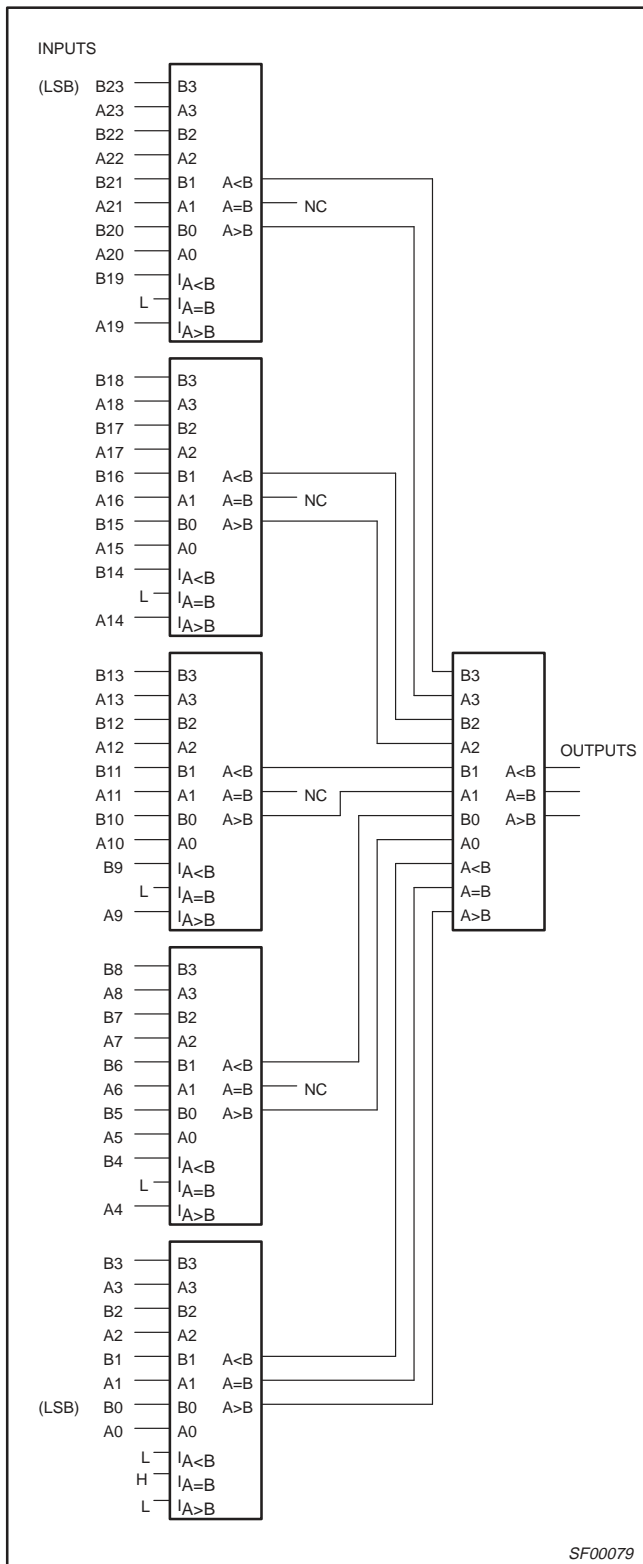 INPUTS
(LSB) B23 B3
A23 A3
B22 B2
A22 A2
B21 B1 A<B
A21 A1 A=B NC
B20 B0 A>B
A20 A0
B19 IA<B
L IA=B
A19 IA>B
B18 B3
A18 A3
B17 B2
A17 A2
B16 B1 A<B
A16 A1 A=B NC
B15 B0 A>B
A15 A0
B14 IA<B
L IA=B
A14 IA>B
B13 B3
A13 A3
B12 B2
A12 A2
B11 B1 A<B
A11 A1 A=B NC
B10 B0 A>B
A10 A0
B9 IA<B
L IA=B
A9 IA>B
B3
A3
B2
A2
OUTPUTS
B1 A<B
A1 A=B
B0 A>B
A0
A<B
A=B
A>B
B8 B3
A8 A3
B7 B2
A7 A2
B6 B1 A<B
A6 A1 A=B NC
B5 B0 A>B
A5 A0
B4 IA<B
L IA=B
A4 IA>B
B3 B3
A3 A3
B2 B2
A2 A2
B1 B1 A<B
A1 A1 A=B
(LSB) B0 B0 A>B
A0 A0
L IA<B
H IA=B
L IA>B
SF00079